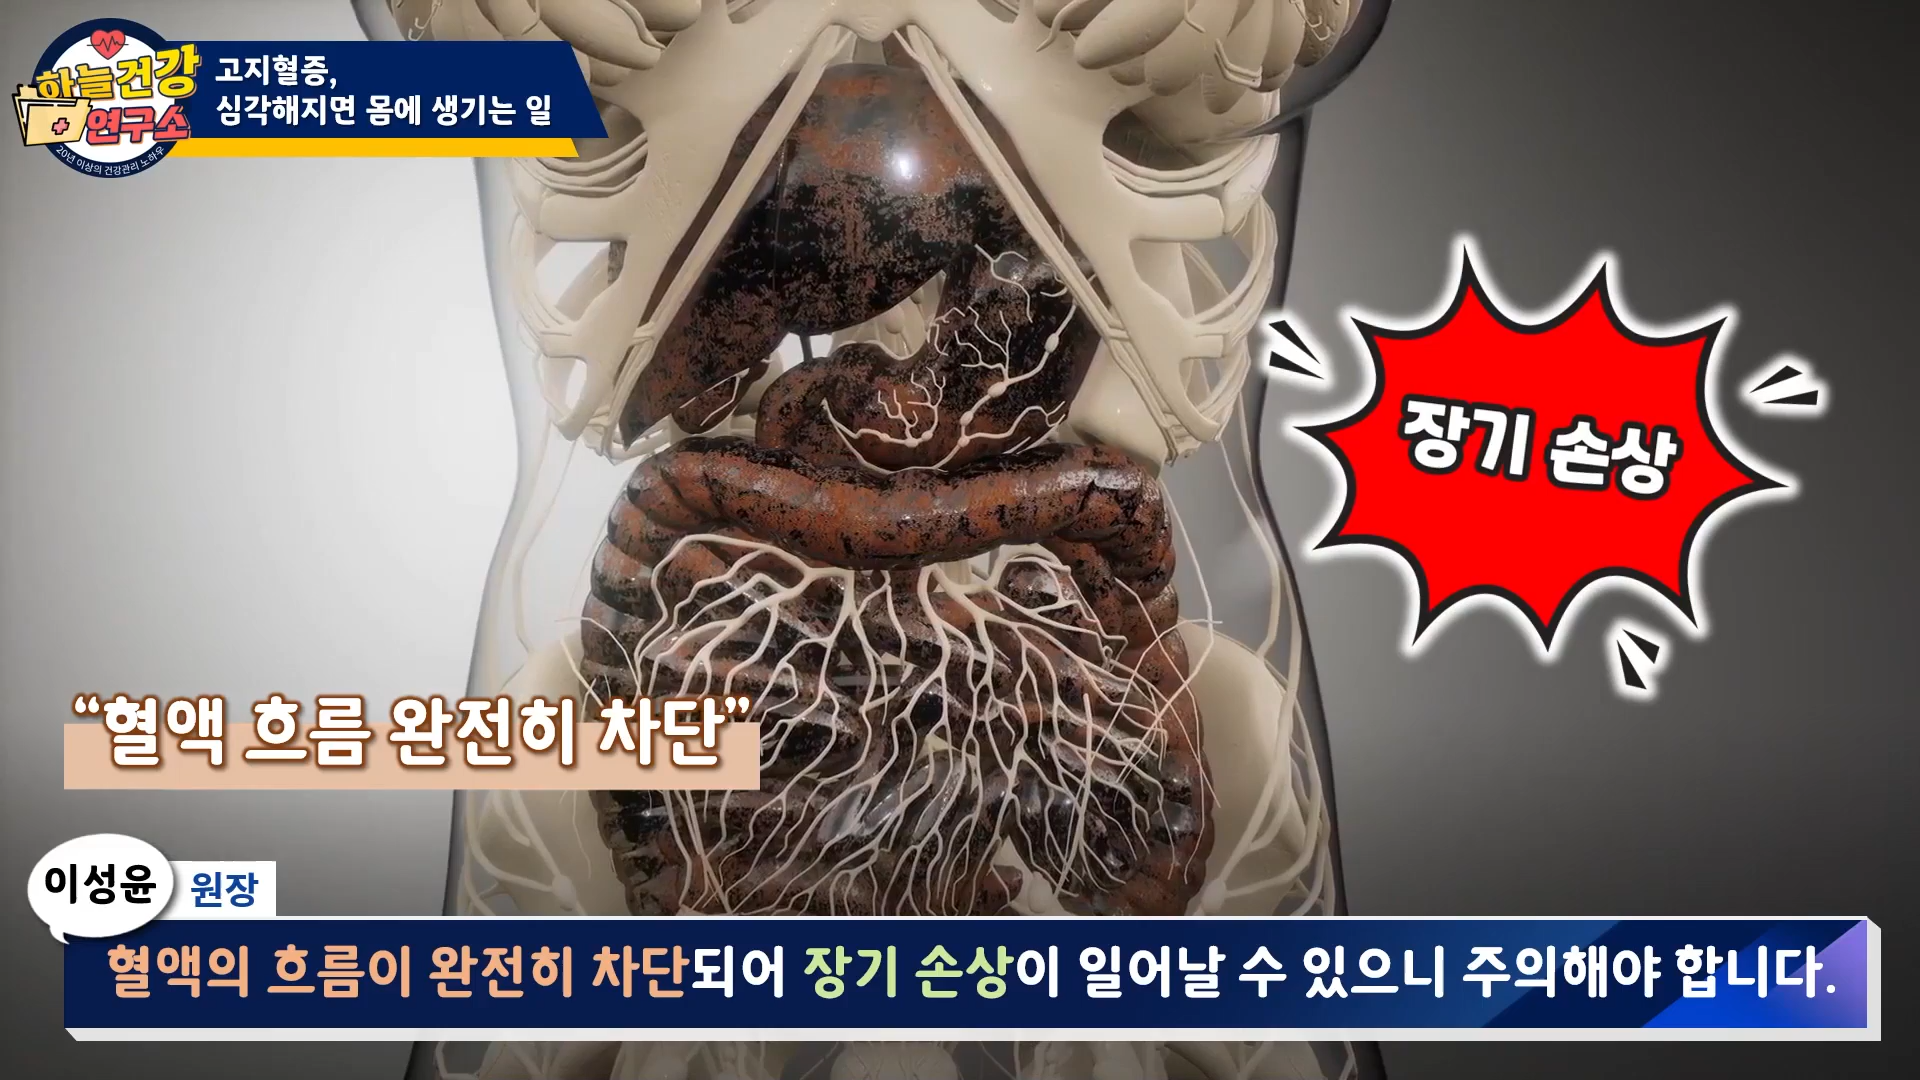 하늘건강
연구소
20년 이상의 건강관리 노하우
고지혈증,
심각해지면 몸에 생기는 일
장기 손상
“혈액 흐름 완전히 차단”
이성윤 원장
혈액의 흐름이 완전히 차단되어 장기 손상이 일어날 수 있으니 주의해야 합니다.